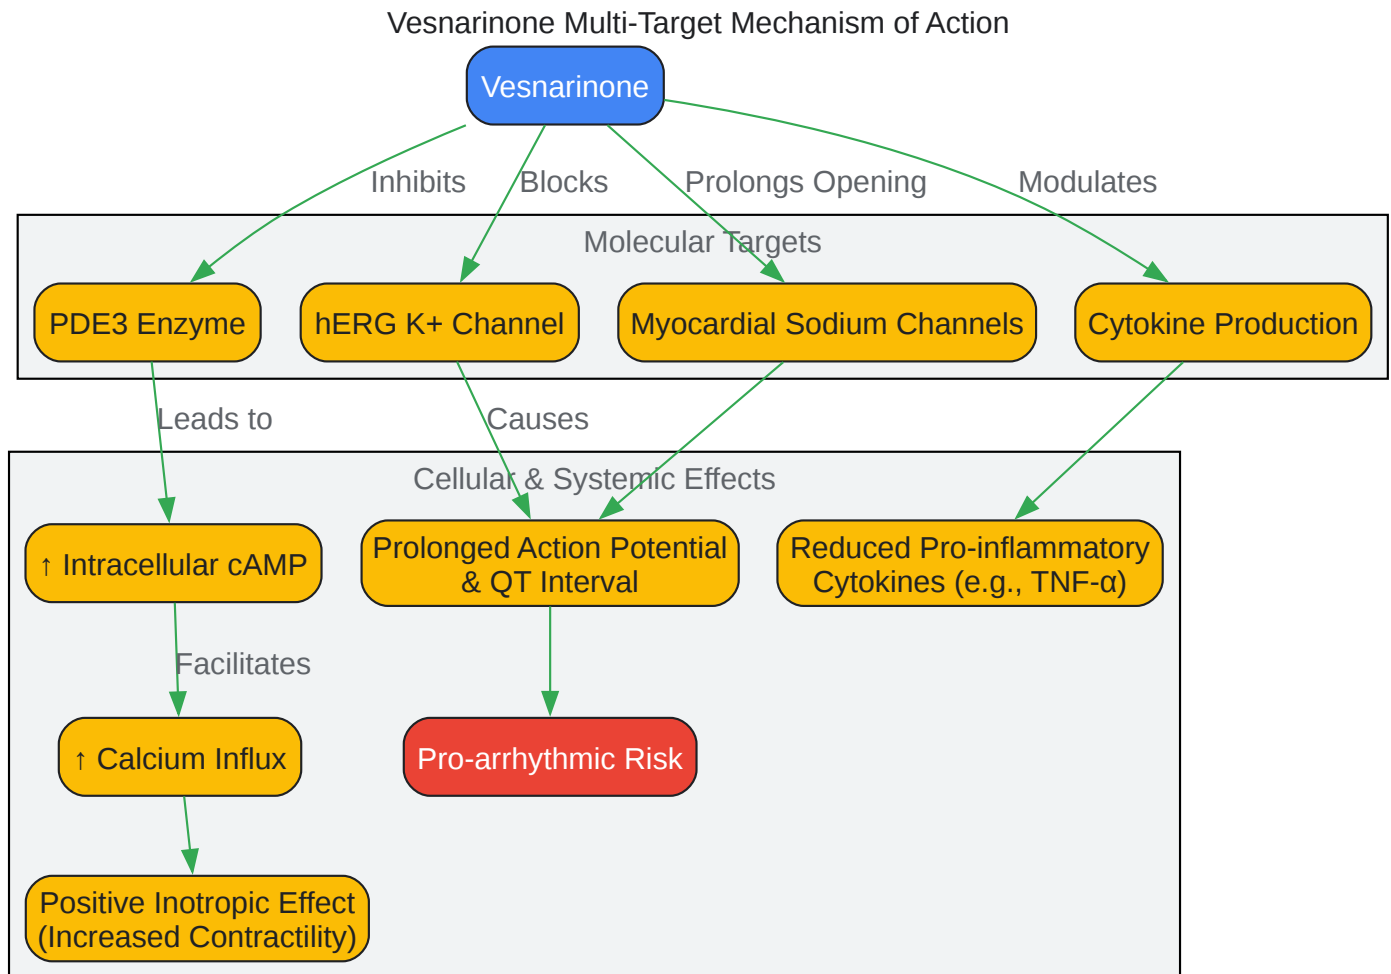 Vesnarinone Multi-Target Mechanism of Action
Vesnarinone
Inhibits
Blocks
Prolongs Opening
Modulates
Molecular Targets
PDE3 Enzyme
hERG K+ Channel
Myocardial Sodium Channels
Cytokine Production
Leads to
Causes
Cellular & Systemic Effects
↑ Intracellular cAMP
Prolonged Action Potential
& QT Interval
Reduced Pro-inflammatory
Cytokines (e.g., TNF-α)
Facilitates
↑ Calcium Influx
Pro-arrhythmic Risk
Positive Inotropic Effect
(Increased Contractility)